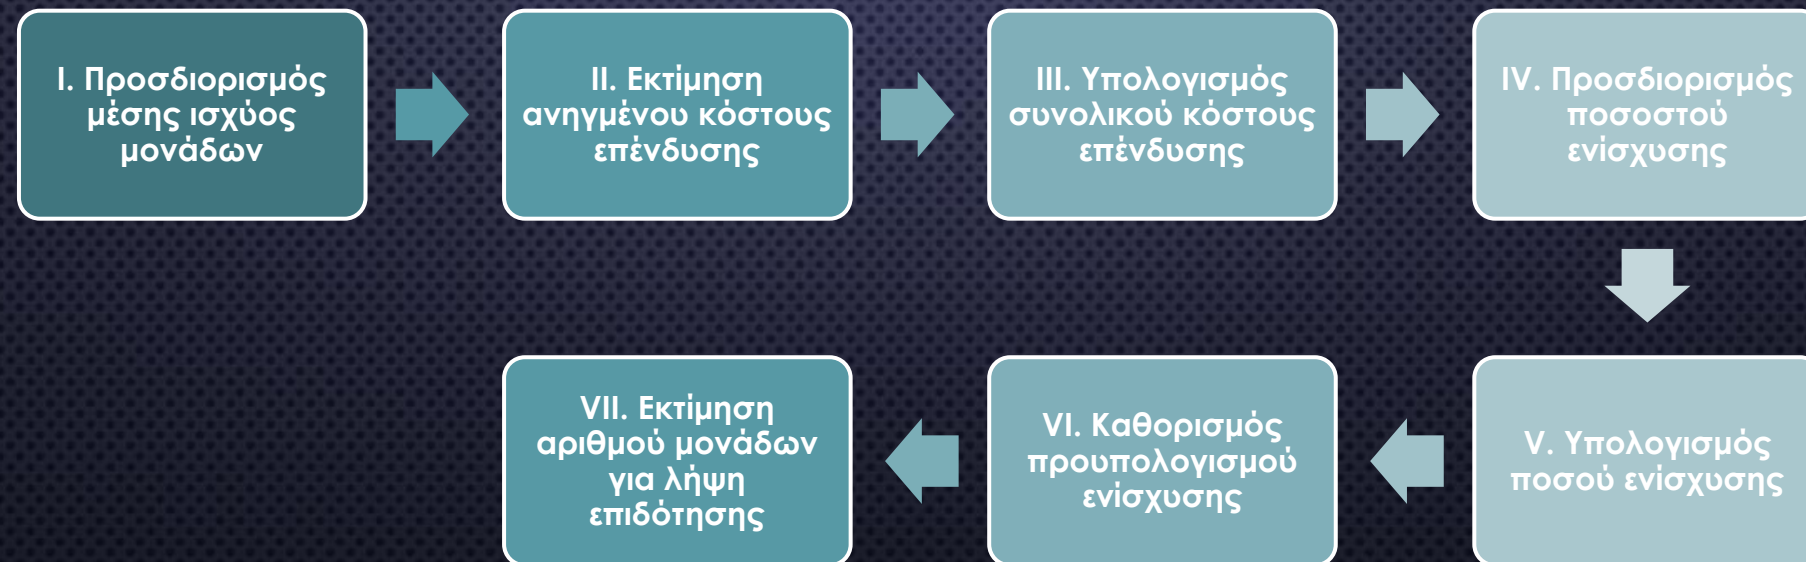 I. Προσδιορισμός
μέσης ισχύος
μονάδων
II. Εκτίμηση
ανηγμένου κόστους
επένδυσης
III. Υπολογισμός
συνολικού κόστους
επένδυσης
IV. Προσδιορισμός
ποσοστού
ενίσχυσης
V. Υπολογισμός
ποσού ενίσχυσης
VI. Καθορισμός
προυπολογισμού
ενίσχυσης
VII. Εκτίμηση
αριθμού μονάδων
για λήψη
επιδότησης